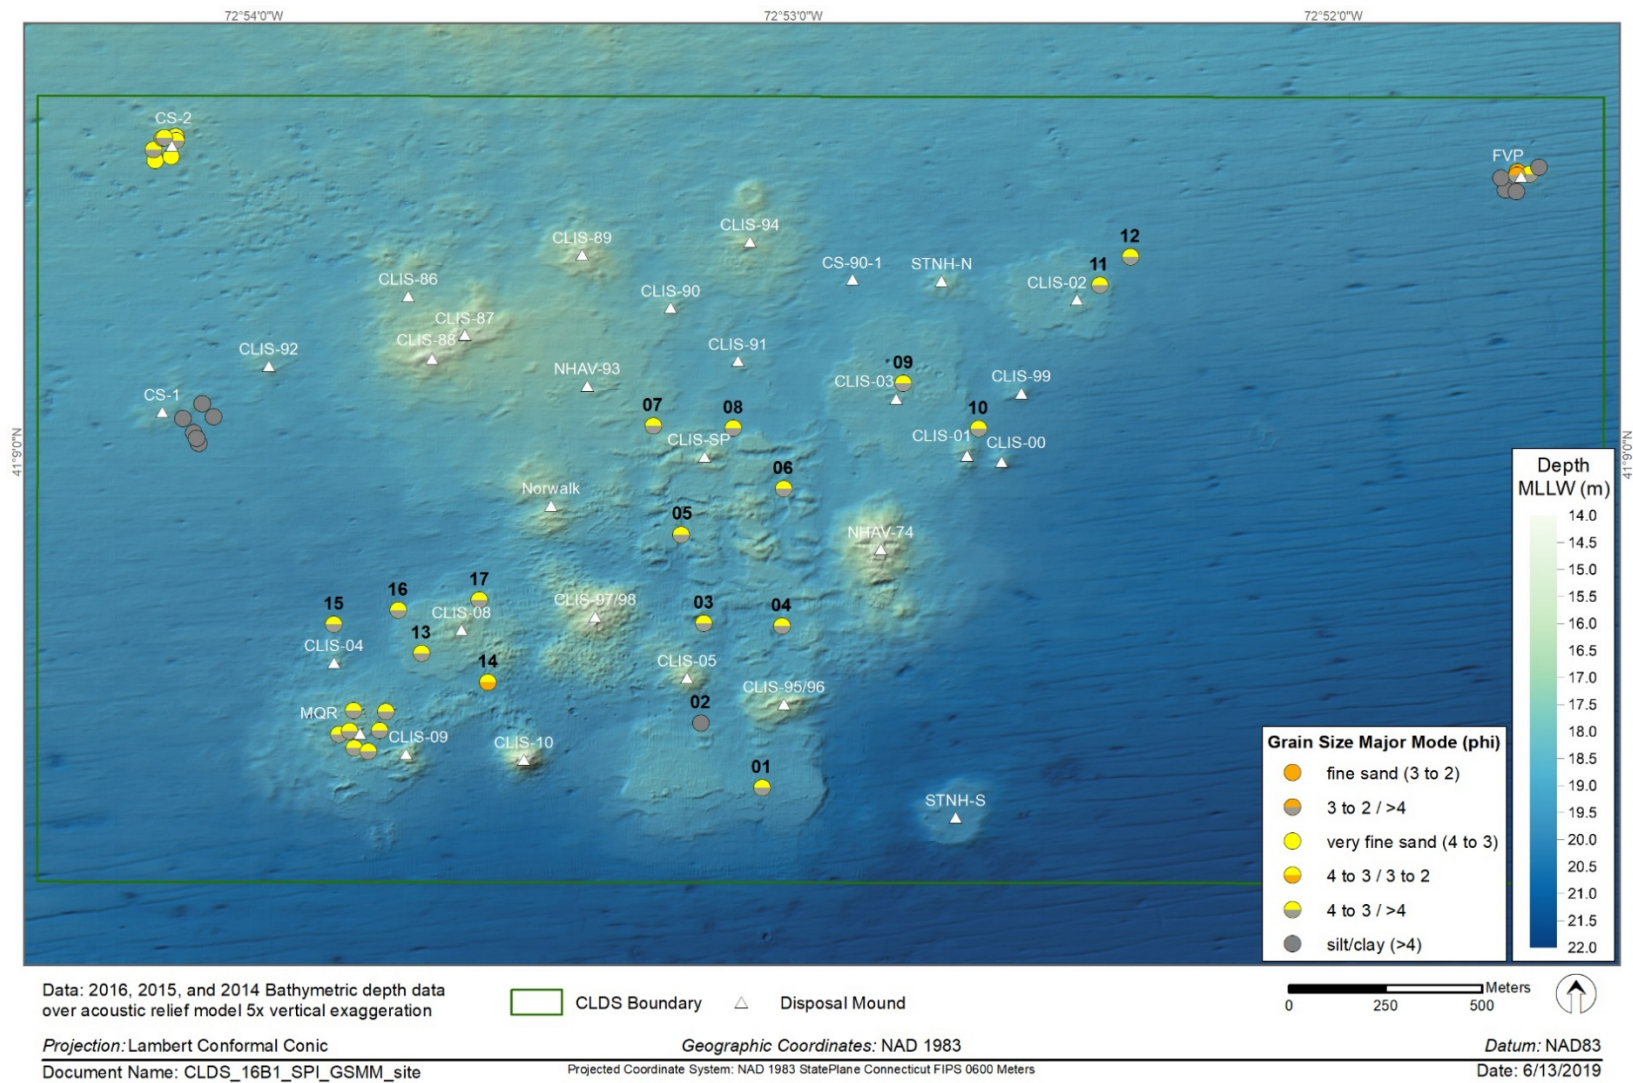 72°54'0"W 72°53'0"W 72°52'0"W
CS-2
FVP
CLIS-94
12
CLIS-89
CS-90-1 STNH-N
11
CLIS-86
CLIS-02
CLIS-90
CLIS-87
CLIS-88
CLIS-91
CLIS-92
09
NHAV-93
CLIS-03 CLIS-99
CS-1
07 08 10
CLIS-SP CLIS-01 CLIS-00
41°9'0"N 41°9'0"N
06
Norwalk
05
NHAV-74
17
16
15 CLIS-08 CLIS-97/98 03 04
13
CLIS-04
14 CLIS-05
CLIS-95/96
02
MQR
CLIS-09 CLIS-10
01
STNH-S
Depth
MLLW (m)
14.0
14.5
15.0
15.5
16.0
16.5
17.0
17.5
18.0
18.5
19.0
19.5
20.0
20.5
21.0
21.5
22.0
Grain Size Major Mode (phi)
fine sand (3 to 2)
3 to 2 / >4
very fine sand (4 to 3)
4 to 3 / 3 to 2
4 to 3 / >4
silt/clay (>4)
Data: 2016, 2015, and 2014 Bathymetric depth data
over acoustic relief model 5x vertical exaggeration
CLDS Boundary Disposal Mound
Meters
0 250 500
Projection: Lambert Conformal Conic Geographic Coordinates: NAD 1983 Datum: NAD83
Document Name: CLDS_16B1_SPI_GSMM_site Projected Coordinate System: NAD 1983 StatePlane Connecticut FIPS 0600 Meters Date: 6/13/2019